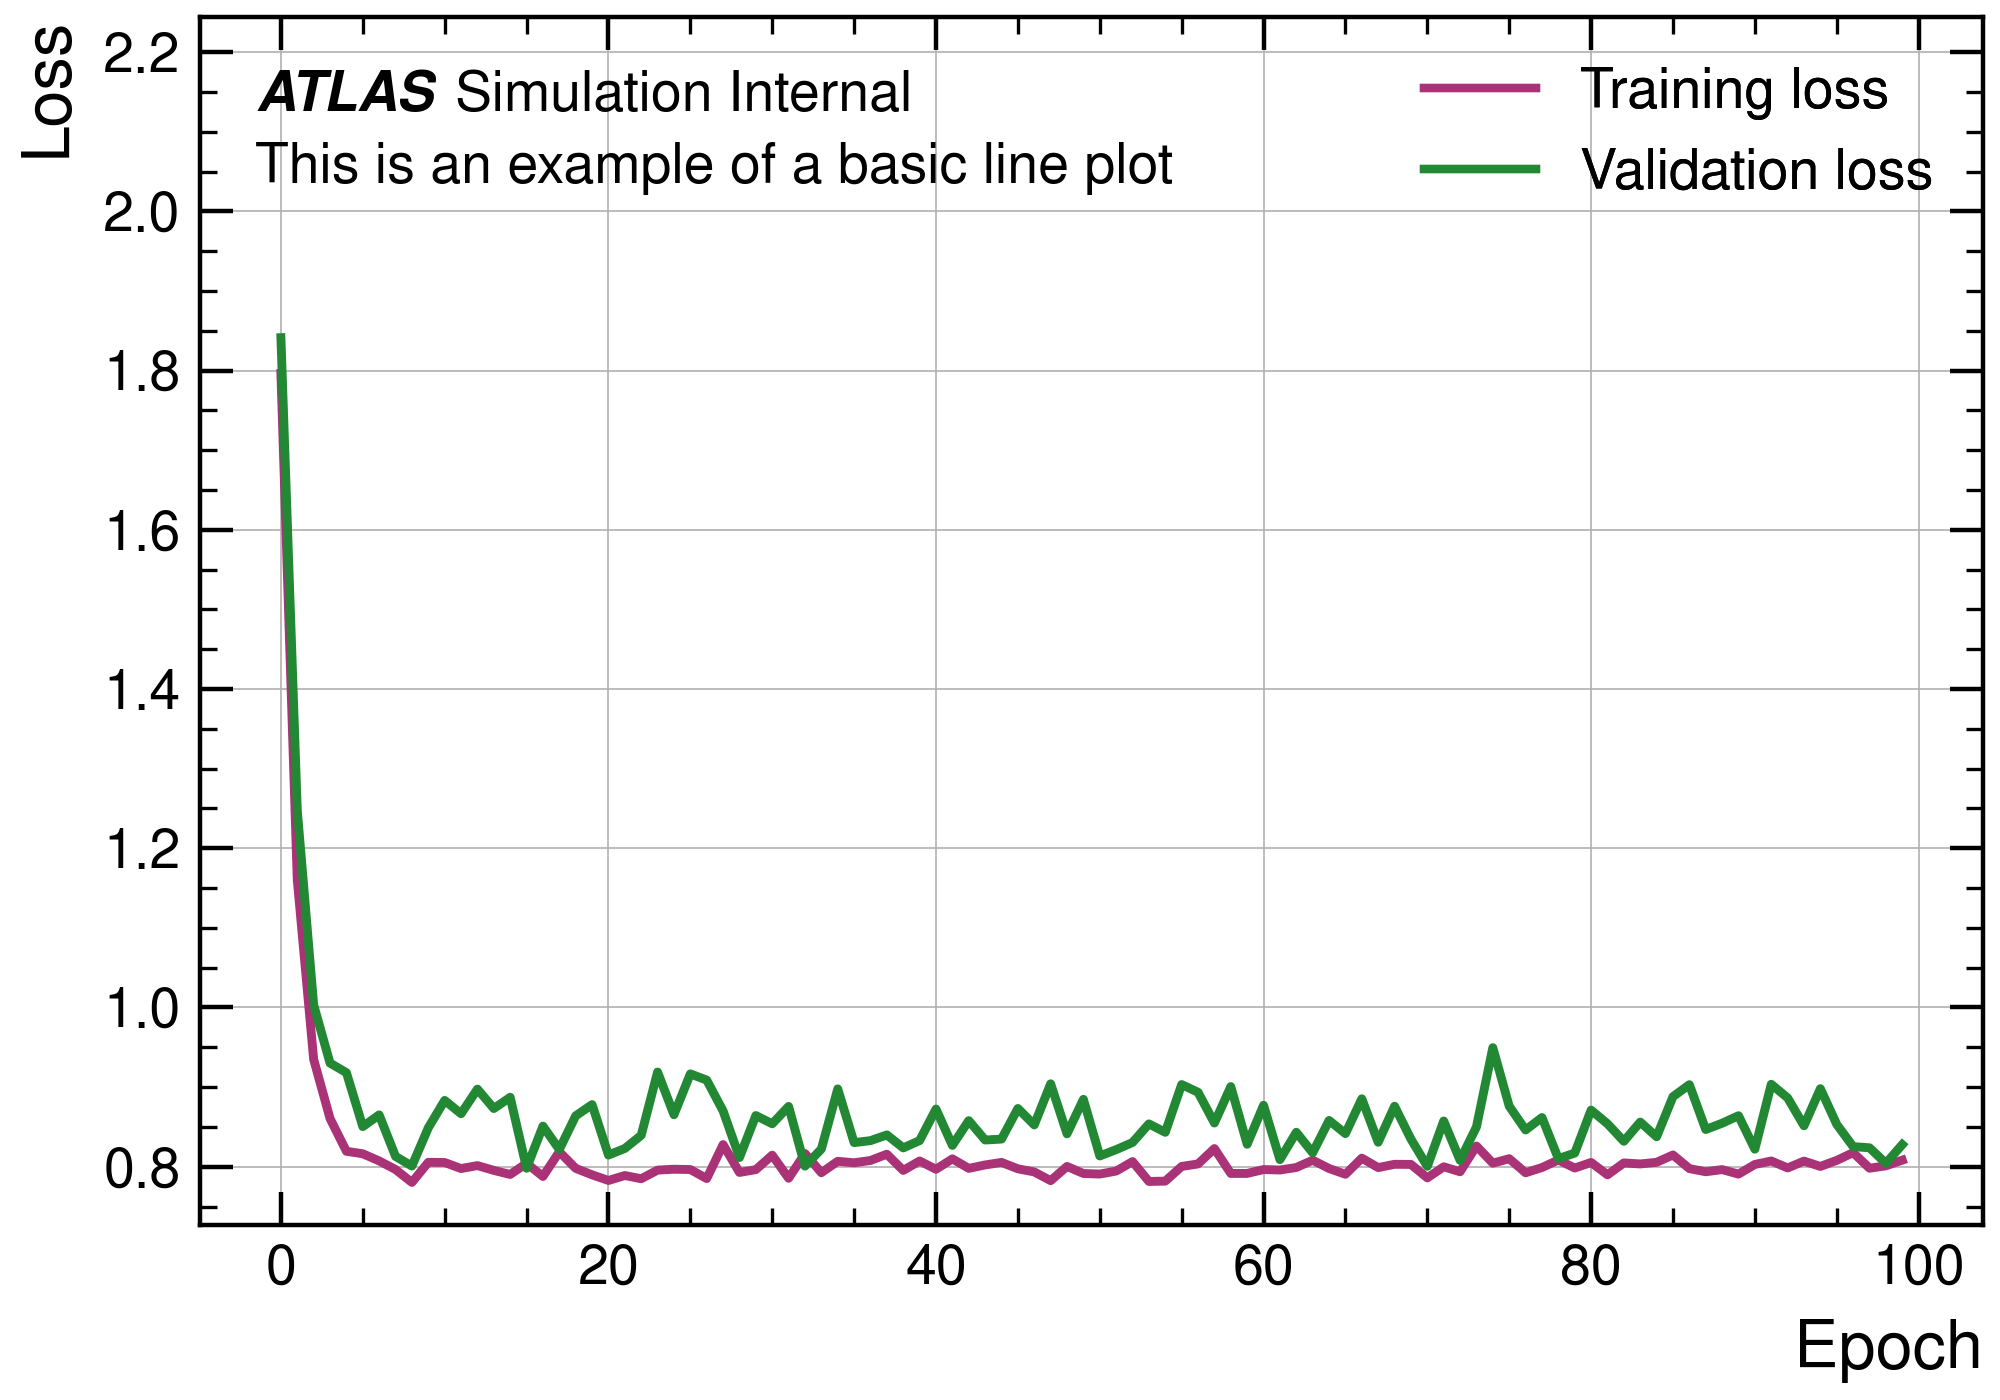 Loss
2.2
2.0
1.8
1.6
1.4
1.2
1.0
0.8
ATLAS Simulation Internal
This is an example of a basic line plot
Training loss
Validation loss
0 20 40 60 80 100
Epoch